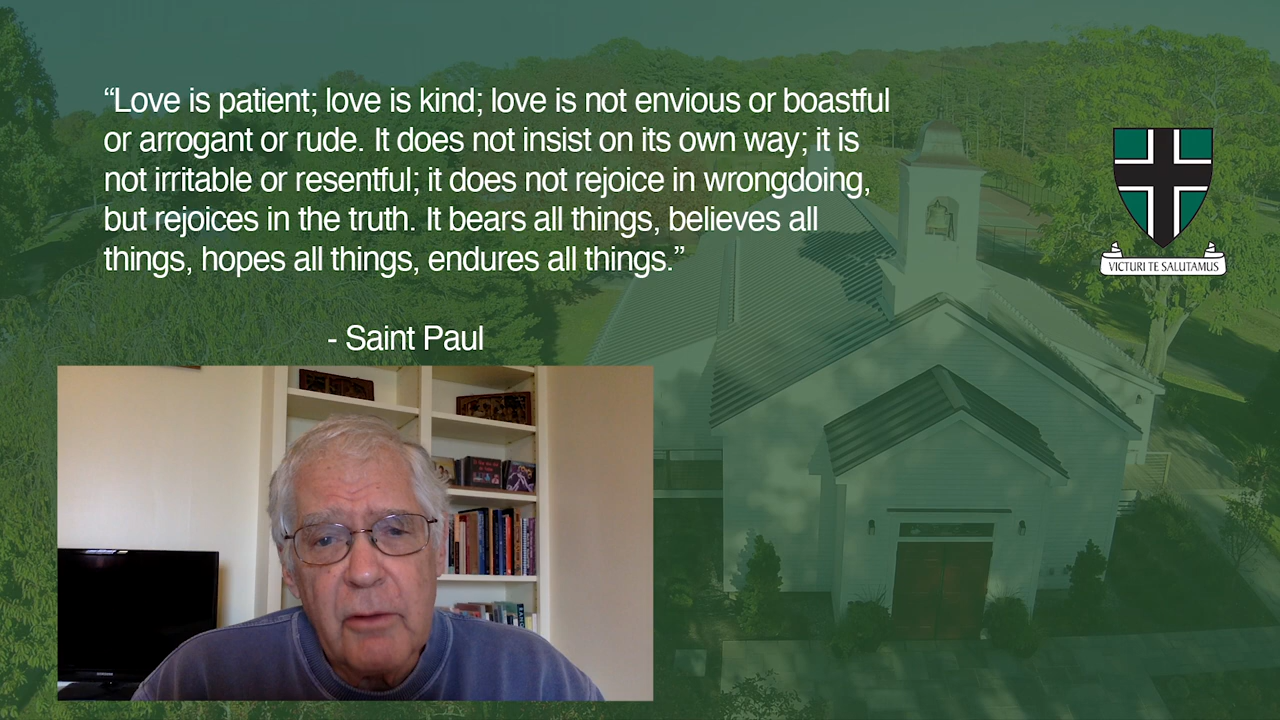 “Love is patient; love is kind; love is not envious or boastful
or arrogant or rude. It does not insist on its own way; it is
not irritable or resentful; it does not rejoice in wrongdoing,
but rejoices in the truth. It bears all things, believes all
things, hopes all things, endures all things.”
- Saint Paul
VICTURI TE SALUTAMUS